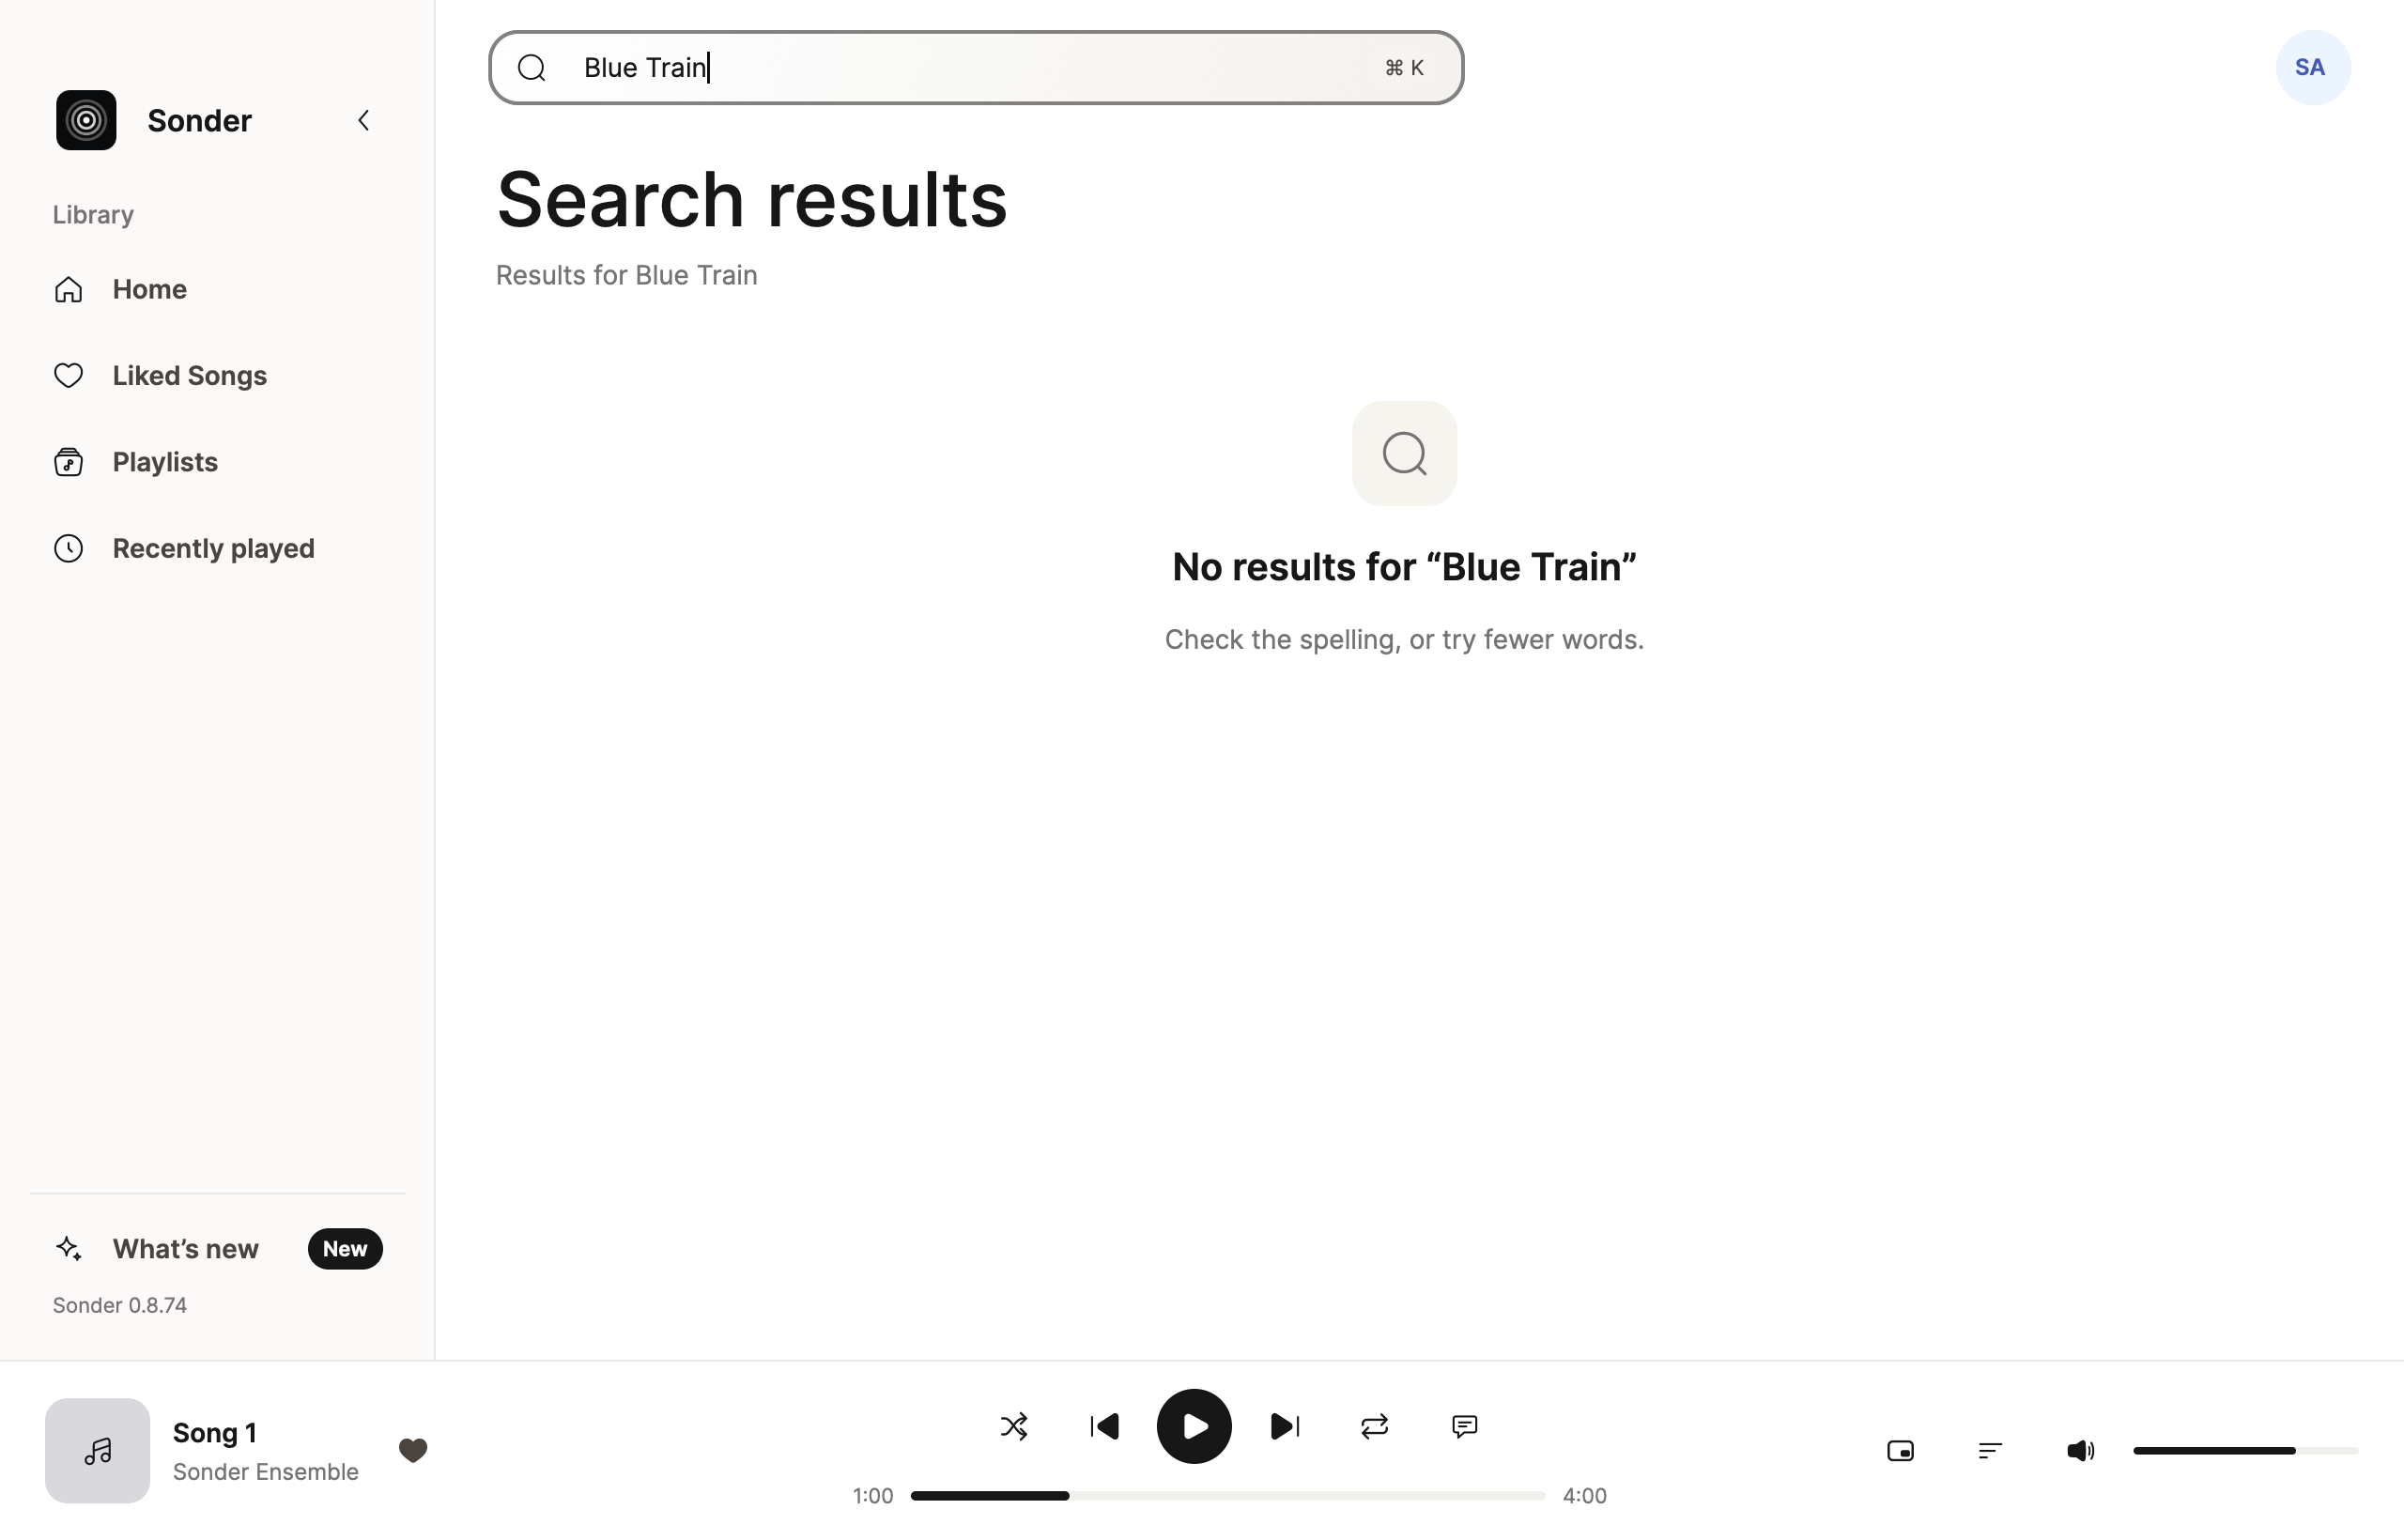 Sonder
Library
Home
Liked Songs
Playlists
Recently played
What’s new
New
Sonder 0.8.74
Blue Train
⌘ K
SA
Search results
Results for Blue Train
No results for “Blue Train”
Check the spelling, or try fewer words.
Song 1
Sonder Ensemble
1:00
4:00